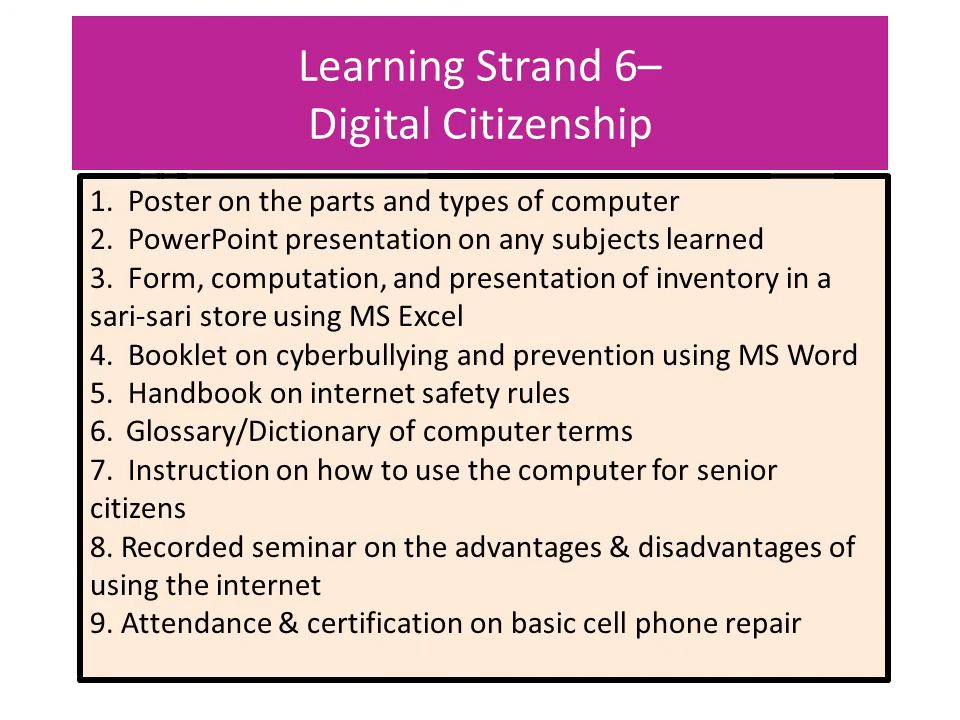 Learning Strand 6–
Digital Citizenship
1.  Poster on the parts and types of computer
2.  PowerPoint presentation on any subjects learned
3.  Form, computation, and presentation of inventory in a
sari-sari store using MS Excel
4.  Booklet on cyberbullying and prevention using MS Word
5.  Handbook on internet safety rules
6.  Glossary/Dictionary of computer terms
7.  Instruction on how to use the computer for senior
citizens
8. Recorded seminar on the advantages & disadvantages of
using the internet
9. Attendance & certification on basic cell phone repair